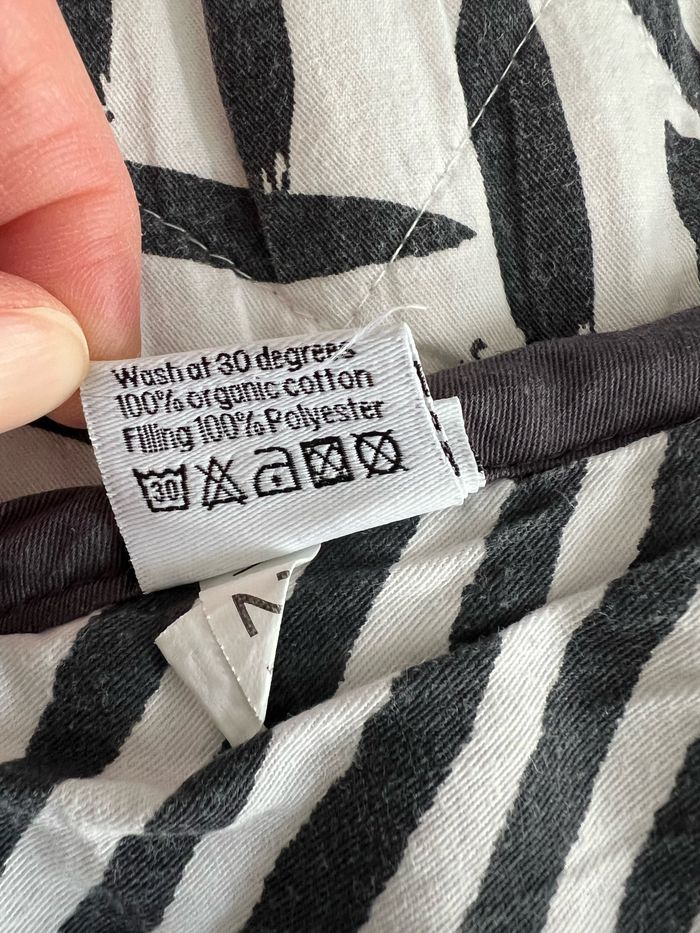 Wash at 30 degrees
100% organic cotton
Filling 100% Polyester
30